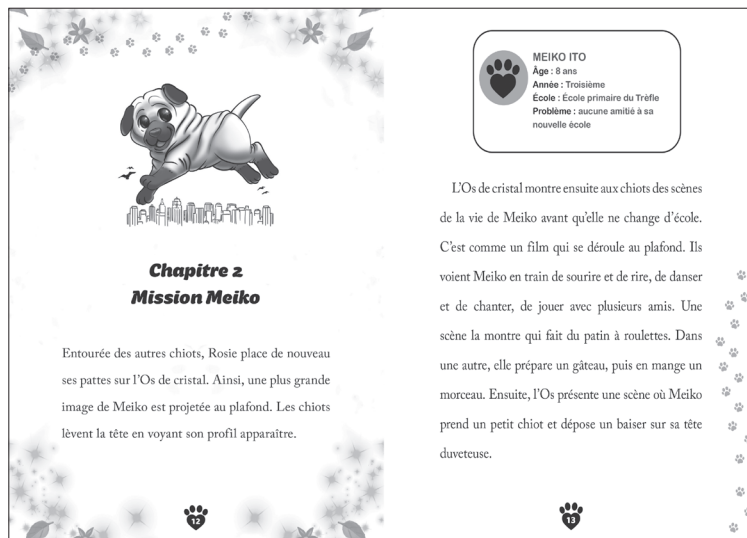 Chapitre 2
Mission Meiko
Entourée des autres chiots, Rosie place de nouveau
ses pattes sur l'Os de cristal. Ainsi, une plus grande
image de Meiko est projetée au plafond. Les chiots
lèvent la tête en voyant son profil apparaître.
12
MEIKO ITO
Âge : 8 ans
Année : Troisième
École : École primaire du Trèfle
Problème : aucune amitié à sa
nouvelle école
L'Os de cristal montre ensuite aux chiots des scènes
de la vie de Meiko avant qu'elle ne change d'école.
C'est comme un film qui se déroule au plafond. Ils
voient Meiko en train de sourire et de rire, de danser
et de chanter, de jouer avec plusieurs amis. Une
scène la montre qui fait du patin à roulettes. Dans
une autre, elle prépare un gâteau, puis en mange un
morceau. Ensuite, l'Os présente une scène où Meiko
prend un petit chiot et dépose un baiser sur sa tête
duveteuse.
13